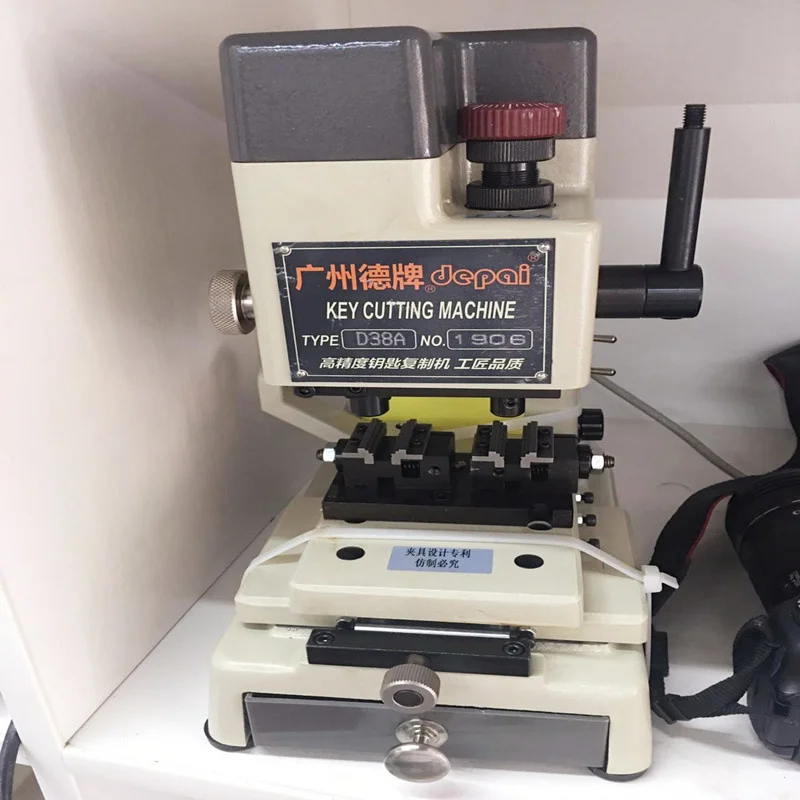 广州德牌® depai®
KEY CUTTING MACHINE
TYPE D38A NO. 1906
高精度钥匙复制机 工匠品质
夹具设计专利
仿制必究